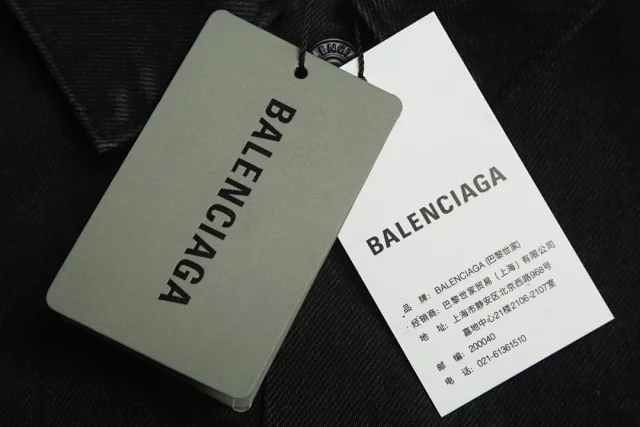 BALENCIAGA
BALENCIAGA
品 牌: BALENCIAGA (巴黎世家)
经销商: 巴黎世家贸易 (上海) 有限公司
地 址: 上海市静安区北京西路968号
嘉地中心21楼2106-2107室
邮 编: 200040
电 话: 021-61361510